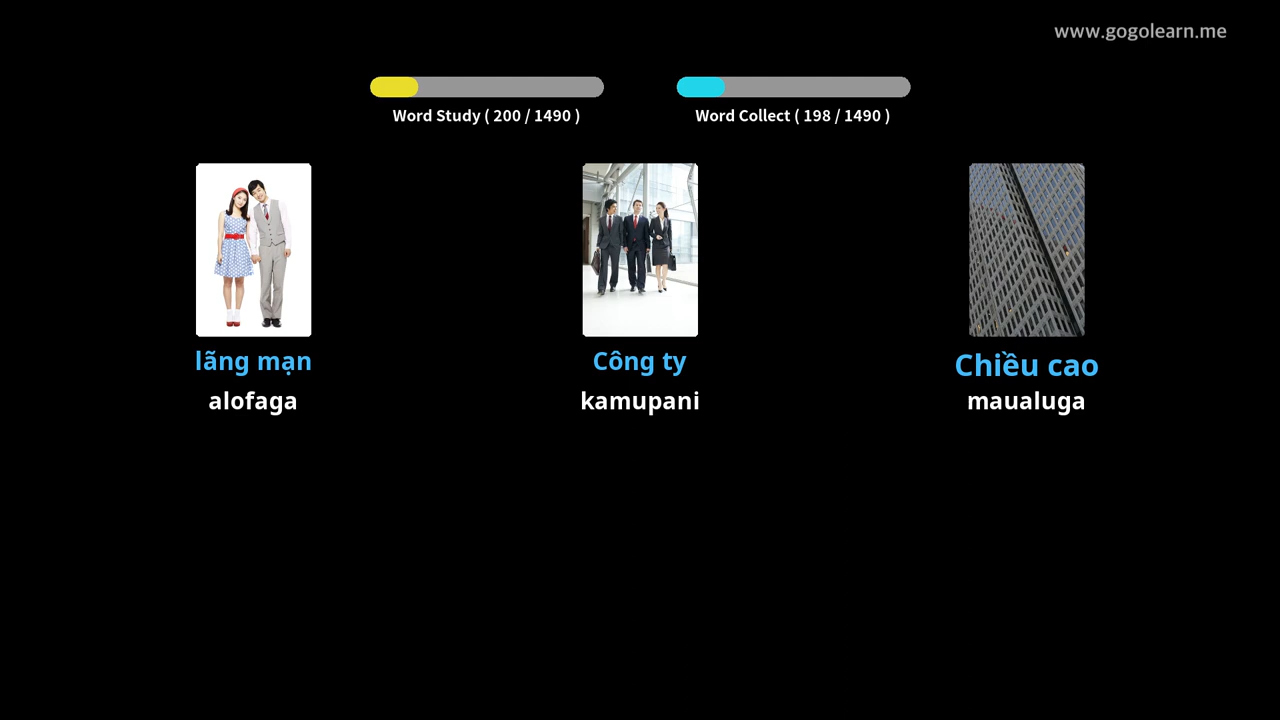 www.gogolearn.me
Word Study ( 200 / 1490 )
Word Collect ( 198 / 1490 )
lãng mạn
alofaga
Công ty
kamupani
Chiều cao
maualuga